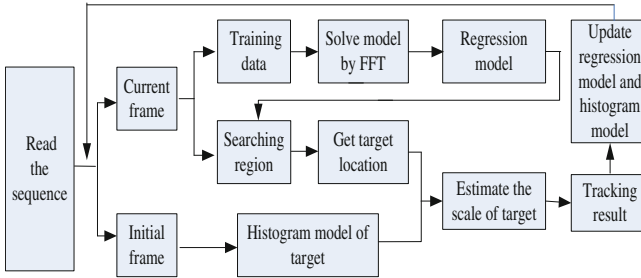 Read
the
sequence
Current
frame
Initial
frame
Training
data
Solve model
by FFT
Regression
model
Searching
region
Get target
location
Histogram model of
target
Estimate the
scale of target
Tracking
result
Update
regression
model and
histogram
model